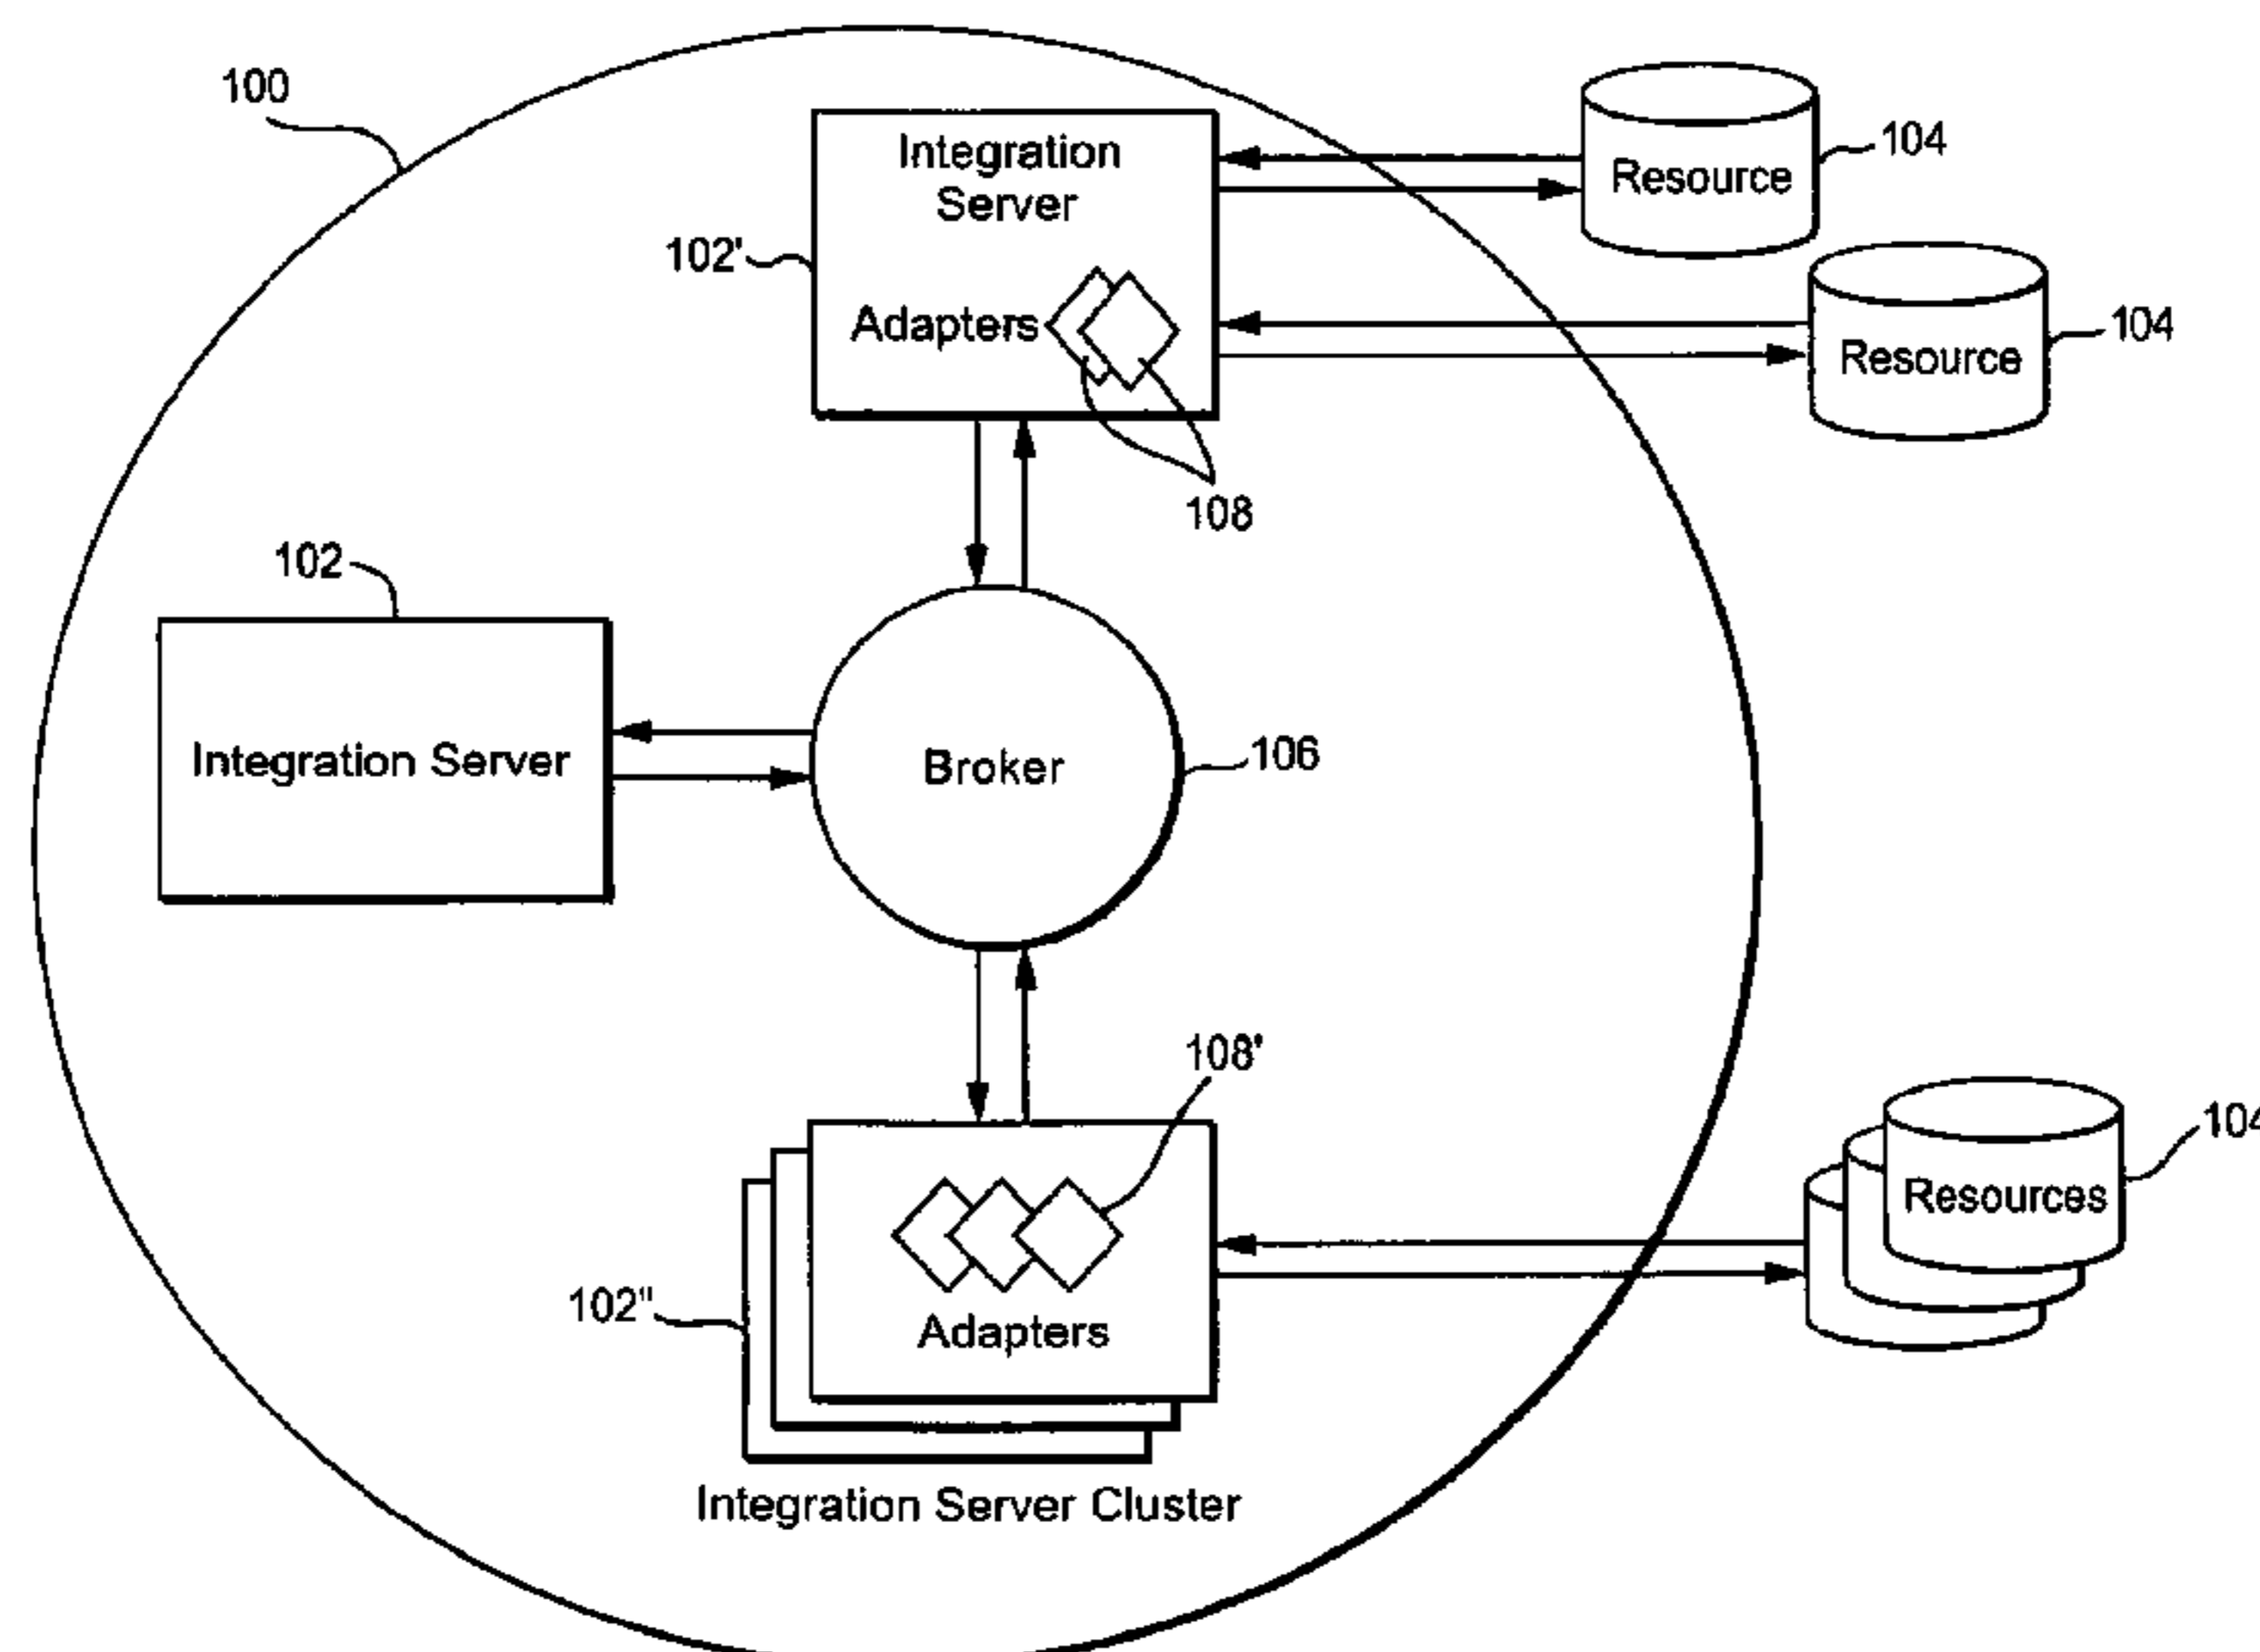 100
Integration
Server
102'
Adapters
108
Resource
104
Resource
104
102
Integration Server
Broker
106
108'
102"
Adapters
Integration Server Cluster
Resources
104